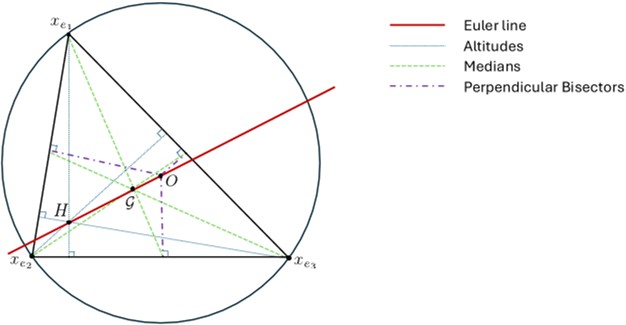 x_{e_1}
Euler line
Altitudes
Medians
Perpendicular Bisectors
O
G
H
x_{e_2}
x_{e_3}